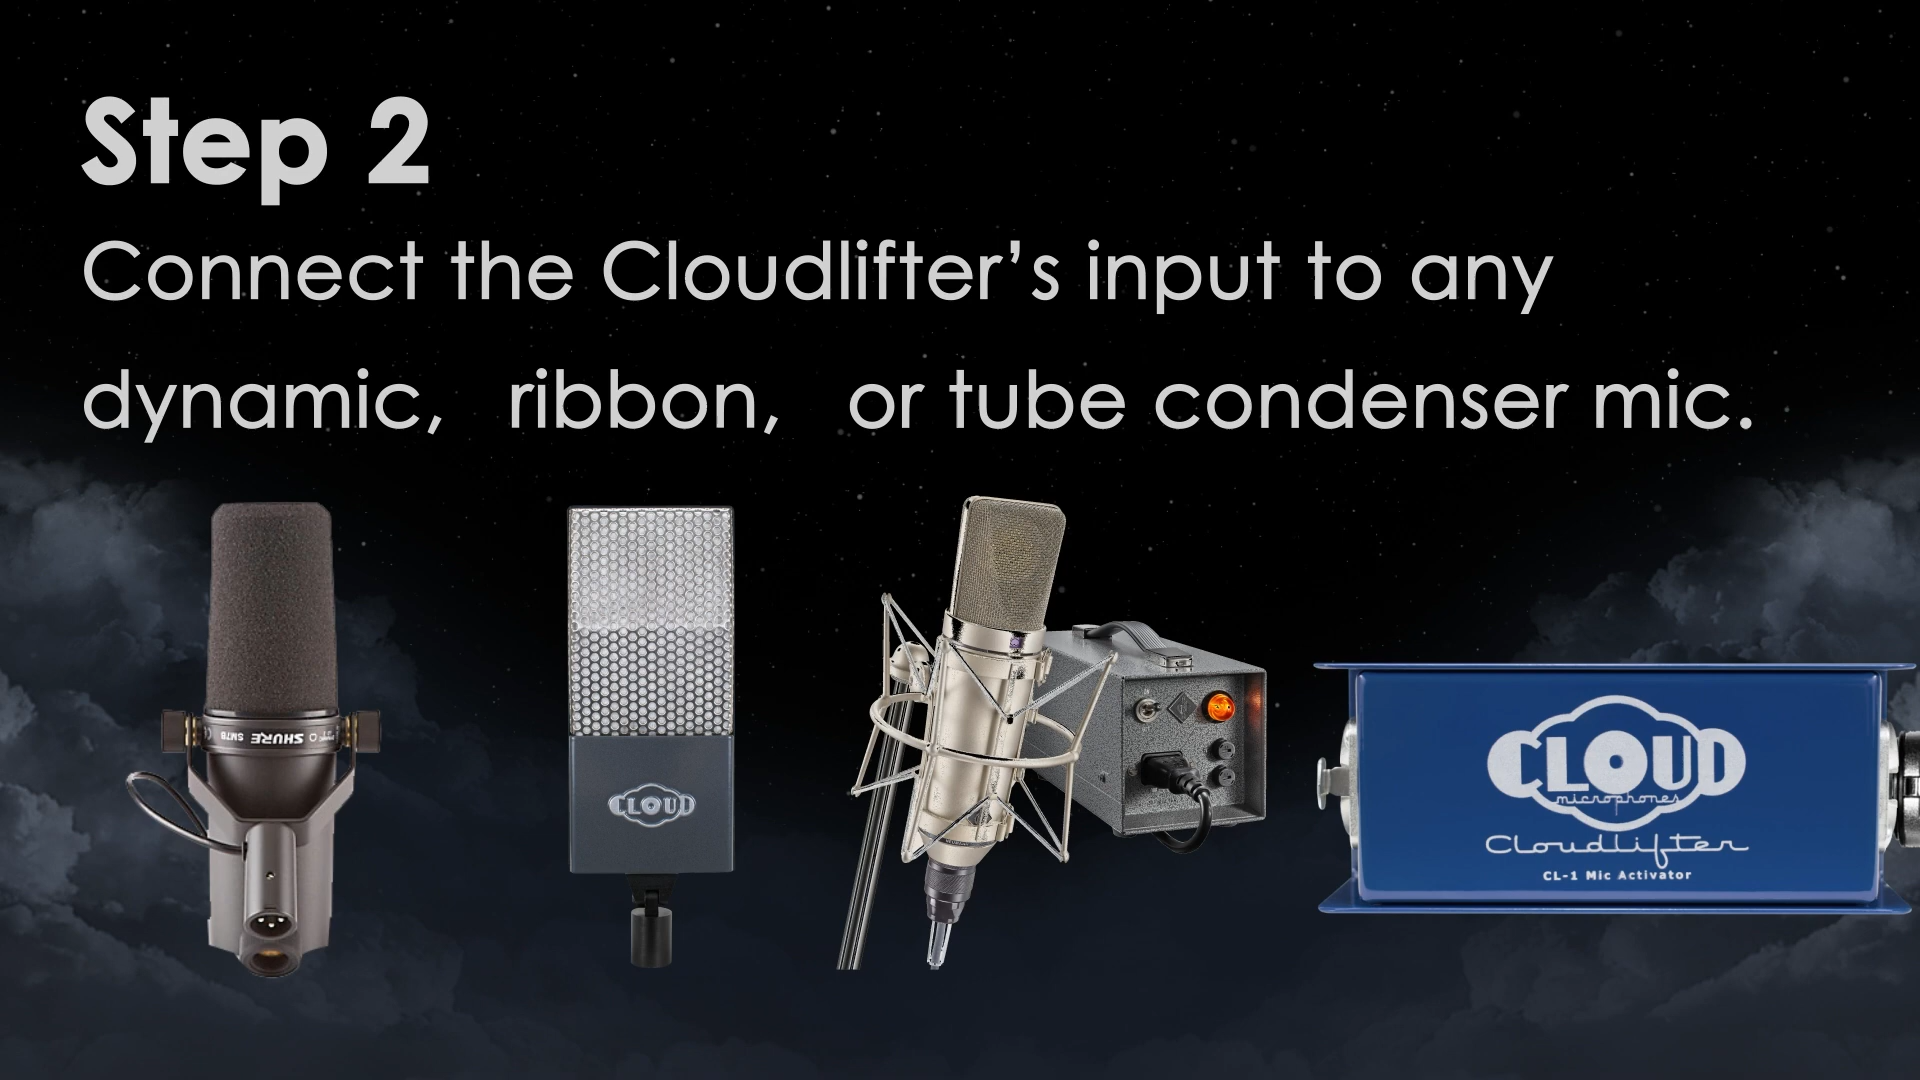 Step 2
Connect the Cloudlifter’s input to any
dynamic, ribbon, or tube condenser mic.
SHURE SM7B
CLOUD
CLOUD
microphones
Cloudlifter
CL-1 Mic Activator